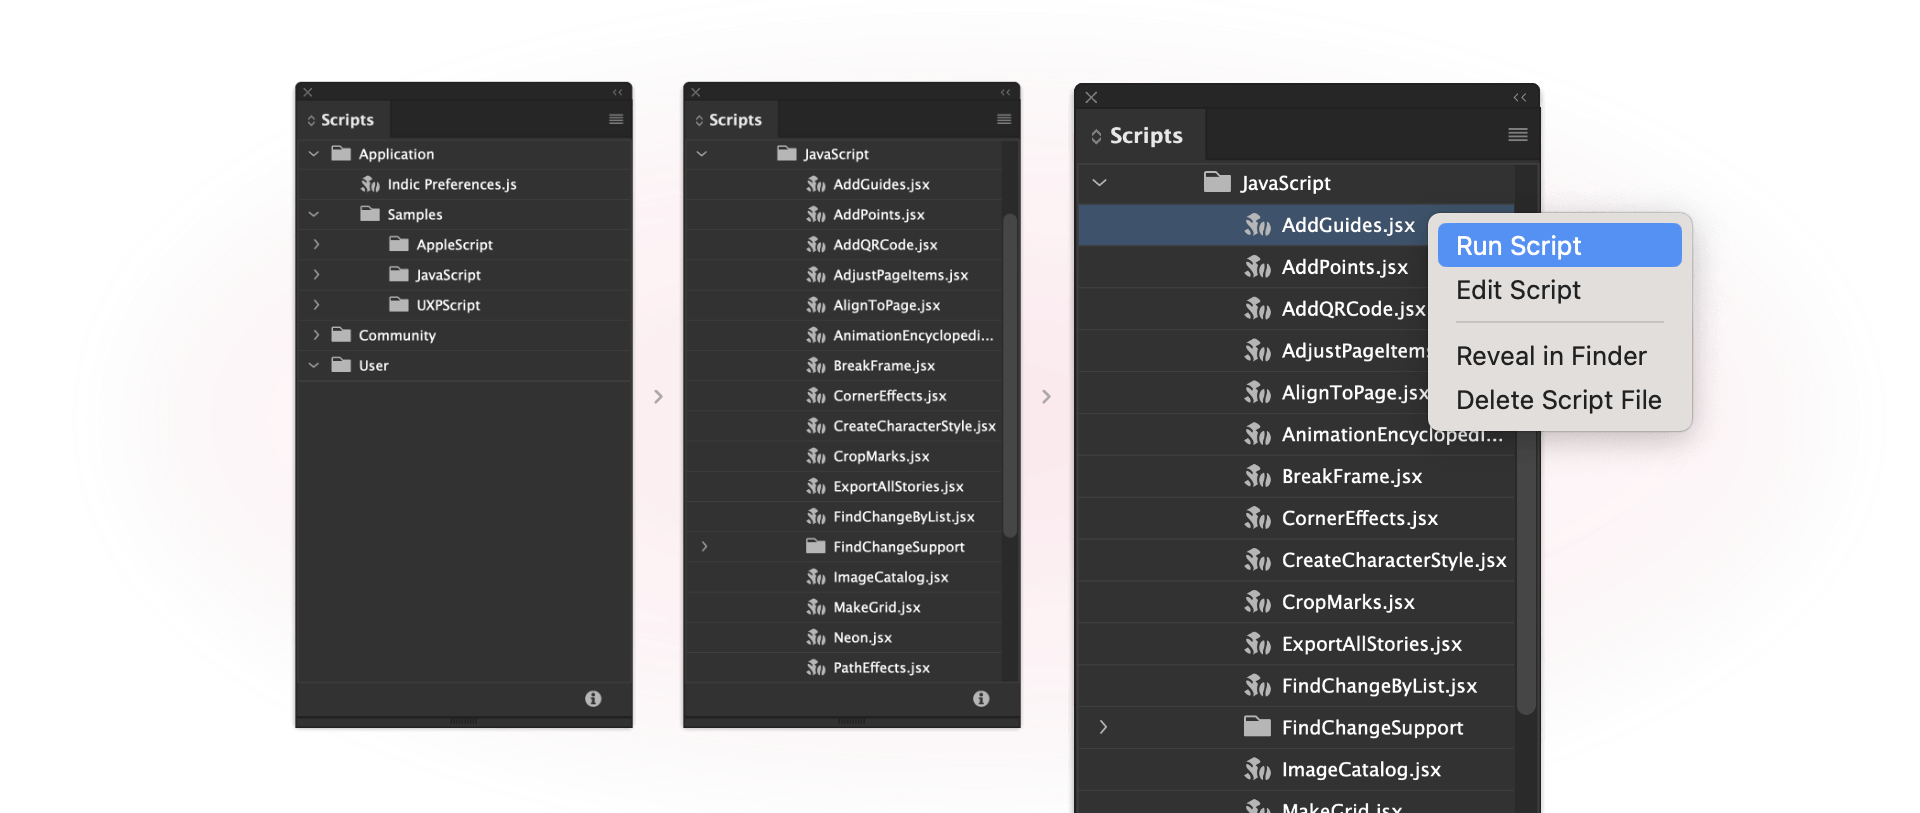 Scripts
Application
Indic Preferences.js
Samples
AppleScript
JavaScript
UXPScript
Community
User
Scripts
JavaScript
AddGuides.jsx
AddPoints.jsx
AddQRCode.jsx
AdjustPageItems.jsx
AlignToPage.jsx
AnimationEncyclopedi...
BreakFrame.jsx
CornerEffects.jsx
CreateCharacterStyle.jsx
CropMarks.jsx
ExportAllStories.jsx
FindChangeByList.jsx
FindChangeSupport
ImageCatalog.jsx
MakeGrid.jsx
Neon.jsx
PathEffects.jsx
Scripts
JavaScript
AddGuides.jsx
AddPoints.jsx
AddQRCode.jsx
AdjustPageItems
AlignToPage.jsx
AnimationEncyclopedi...
BreakFrame.jsx
CornerEffects.jsx
CreateCharacterStyle.jsx
CropMarks.jsx
ExportAllStories.jsx
FindChangeByList.jsx
FindChangeSupport
ImageCatalog.jsx
MakeGrid.jsx
Run Script
Edit Script
Reveal in Finder
Delete Script File